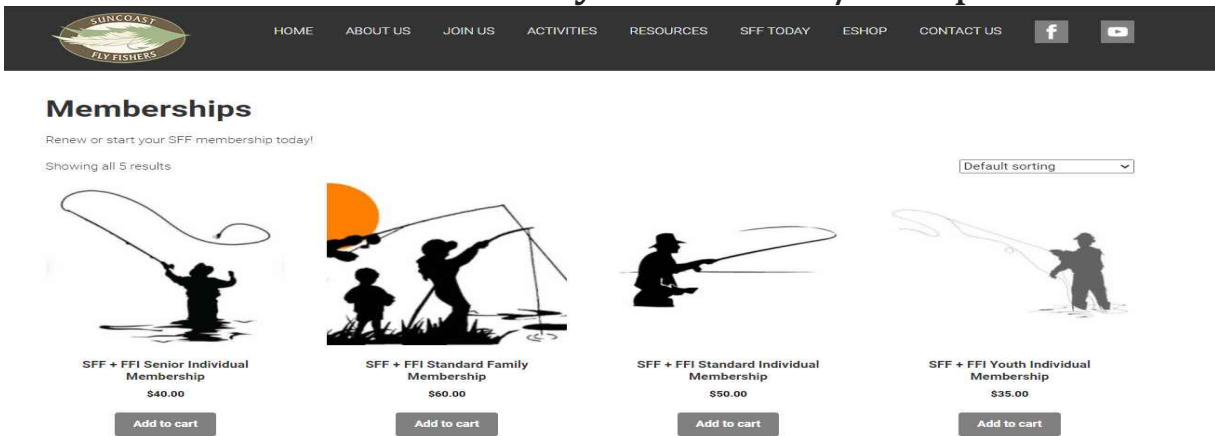 SUNCOAST
FLY FISHERS
HOME ABOUT US JOIN US ACTIVITIES RESOURCES SFF TODAY ESHOP CONTACT US f
Memberships
Renew or start your SFF membership today!
Showing all 5 results
Default sorting
SFF + FFI Senior Individual
Membership
$40.00
Add to cart
SFF + FFI Standard Family
Membership
$60.00
Add to cart
SFF + FFI Standard Individual
Membership
$50.00
Add to cart
SFF + FFI Youth Individual
Membership
$35.00
Add to cart